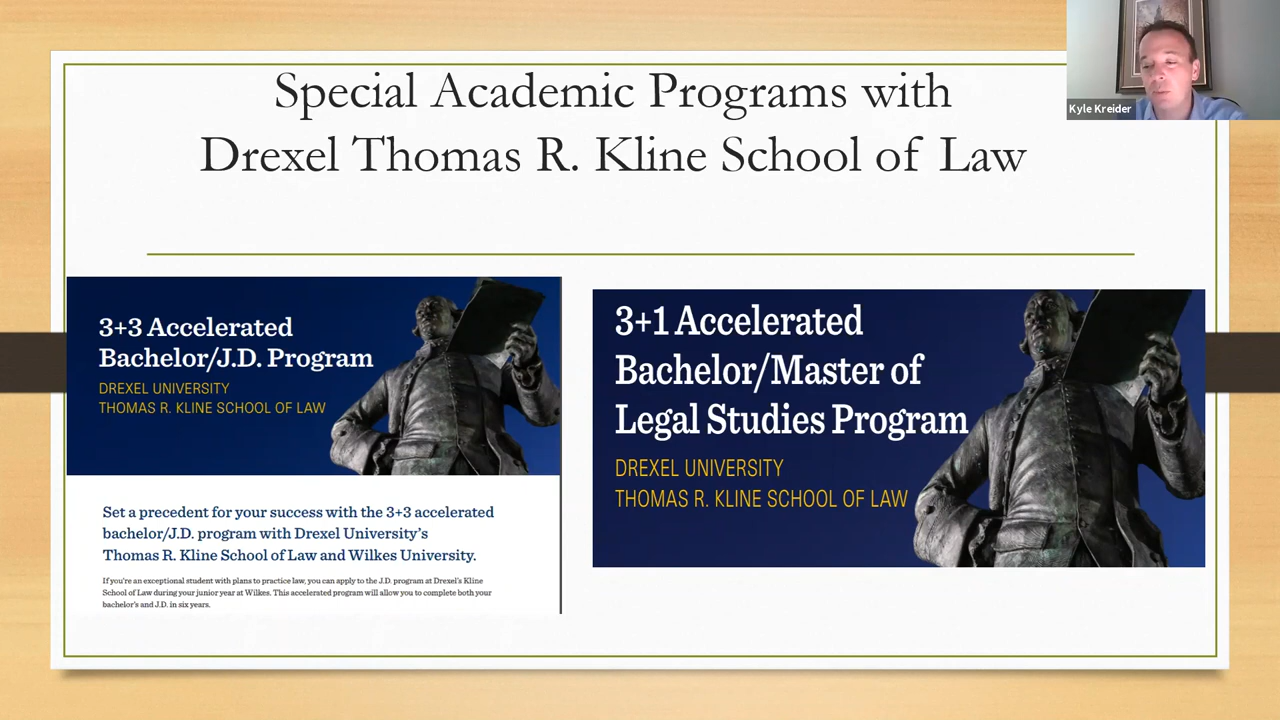 Special Academic Programs with
Drexel Thomas R. Kline School of Law
Kyle Kreider
3+3 Accelerated
Bachelor/J.D. Program
DREXEL UNIVERSITY
THOMAS R. KLINE SCHOOL OF LAW
Set a precedent for your success with the 3+3 accelerated
bachelor/J.D. program with Drexel University's
Thomas R. Kline School of Law and Wilkes University.
If you're an exceptional student with plans to practice law, you can apply to the J.D. program at Drexel's Kline
School of Law during your junior year at Wilkes. This accelerated program will allow you to complete both your
bachelor's and J.D. in six years.
3+1 Accelerated
Bachelor/Master of
Legal Studies Program
DREXEL UNIVERSITY
THOMAS R. KLINE SCHOOL OF LAW